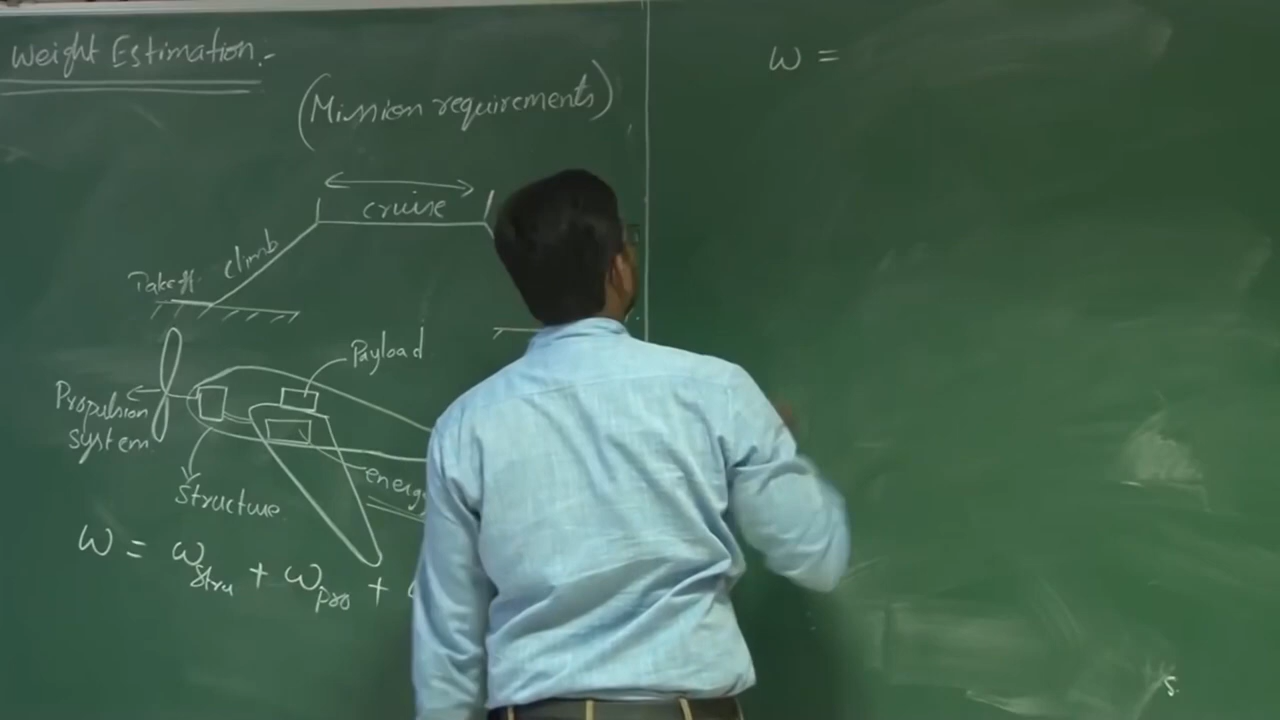 Weight Estimation:-
(Mission requirements)
cruise
climb
Takeoff
Payload
Propulsion
system
energy
Structure
W = W_Stru + W_Pro +
W =
s